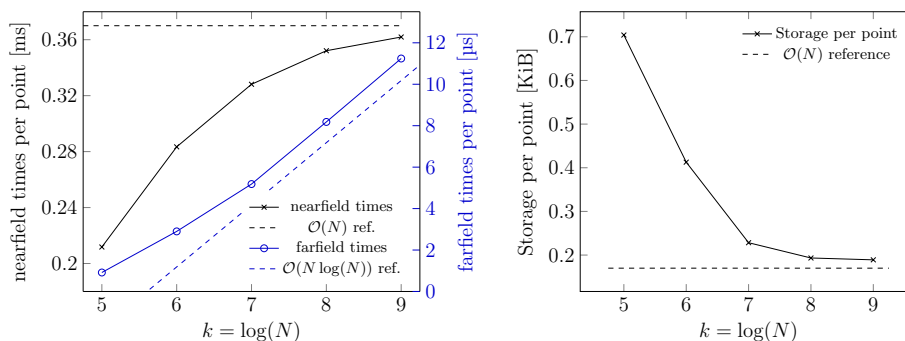 nearfield times per point [ms]
0.36
0.32
0.28
0.24
0.2
5 6 7 8 9
k = log(N)
nearfield times
O(N) ref.
farfield times
O(N log(N)) ref.
12
10
8
6
4
2
0
farfield times per point [µs]
Storage per point [KiB]
0.7
0.6
0.5
0.4
0.3
0.2
5 6 7 8 9
k = log(N)
Storage per point
O(N) reference